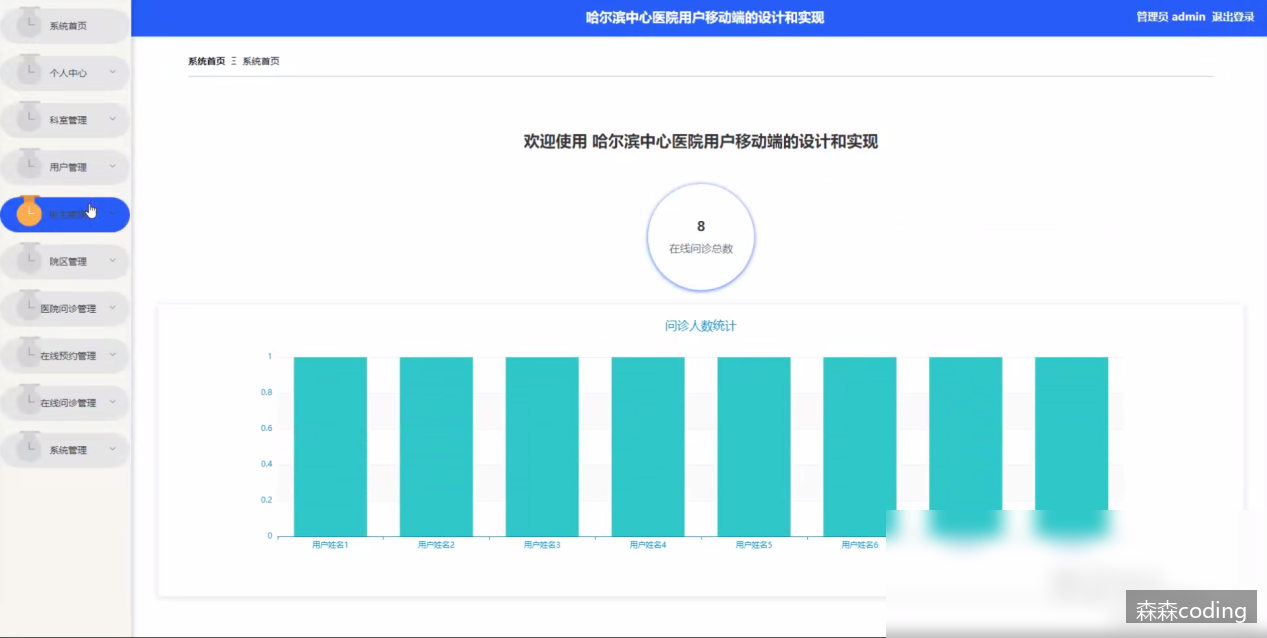 哈尔滨中心医院用户移动端的设计和实现
管理员 admin 退出登录
系统首页
个人中心
科室管理
用户管理
院区管理
医院问诊管理
在线预约管理
在线问诊管理
系统管理
系统首页 Ξ 系统首页
欢迎使用 哈尔滨中心医院用户移动端的设计和实现
8
在线问诊总数
问诊人数统计
1
0.8
0.6
0.4
0.2
0
用户姓名1 用户姓名2 用户姓名3 用户姓名4 用户姓名5 用户姓名6
森森coding